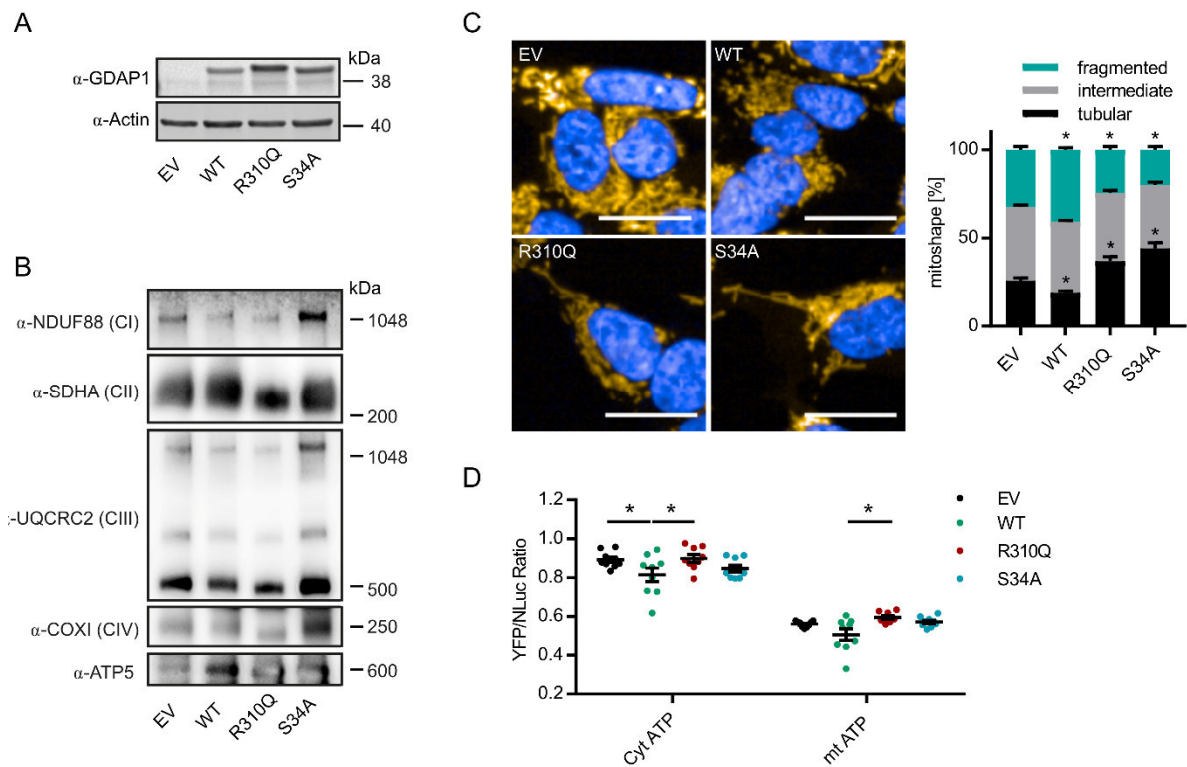 A
kDa
α-GDAP1
38
α-Actin
40
EV
WT
R310Q
S34A
B
kDa
α-NDUF88 (CI)
1048
α-SDHA (CII)
200
1048
-UQCRC2 (CIII)
500
α-COXI (CIV)
250
α-ATP5
600
EV
WT
R310Q
S34A
C
EV
WT
R310Q
S34A
fragmented
intermediate
tubular
* * *
100
* * *
50
0
mitoshape [%]
EV
WT
R310Q
S34A
D
1.2
1.0
0.8
0.6
0.4
0.2
YFP/NLuc Ratio
* * *
Cyt ATP
mt ATP
EV
WT
R310Q
S34A